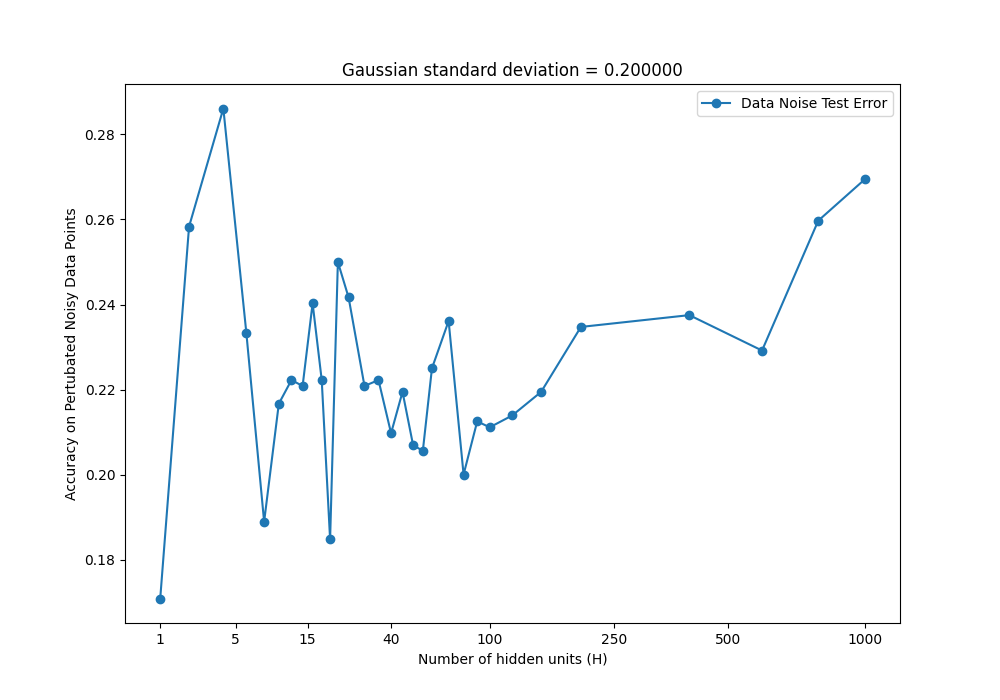 Gaussian standard deviation = 0.200000
Data Noise Test Error
0.28
0.26
0.24
0.22
0.20
0.18
Accuracy on Pertubated Noisy Data Points
1 5 15 40 100 250 500 1000
Number of hidden units (H)